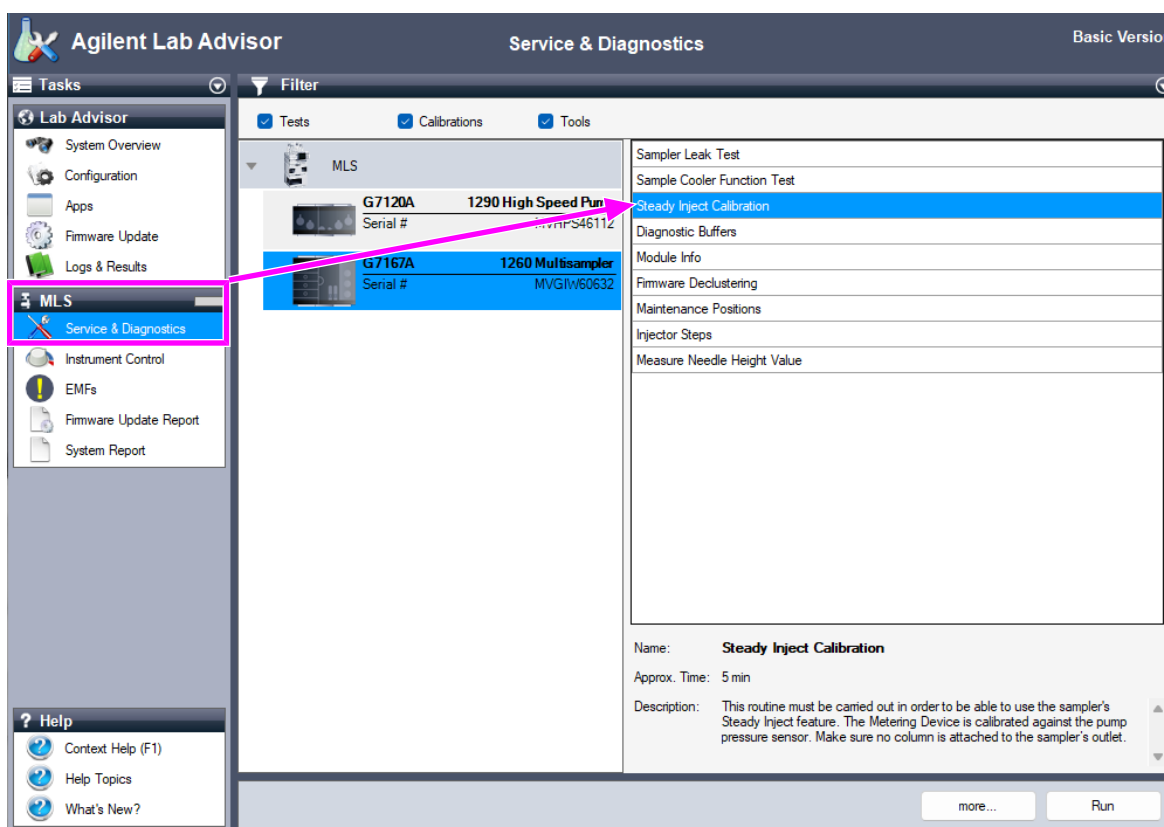 Agilent Lab Advisor
Service & Diagnostics
Basic Versio
Tasks
Lab Advisor
System Overview
Configuration
Apps
Firmware Update
Logs & Results
MLS
Service & Diagnostics
Instrument Control
EMFs
Firmware Update Report
System Report
? Help
Context Help (F1)
Help Topics
What's New?
Filter
Tests
Calibrations
Tools
MLS
G7120A 1290 High Speed Pump
Serial # MVHPS46112
G7167A 1260 Multisampler
Serial # MVGIW60632
Sampler Leak Test
Sample Cooler Function Test
Steady Inject Calibration
Diagnostic Buffers
Module Info
Firmware Declustering
Maintenance Positions
Injector Steps
Measure Needle Height Value
Name: Steady Inject Calibration
Approx. Time: 5 min
Description: This routine must be carried out in order to be able to use the sampler's
Steady Inject feature. The Metering Device is calibrated against the pump
pressure sensor. Make sure no column is attached to the sampler's outlet.
more...
Run